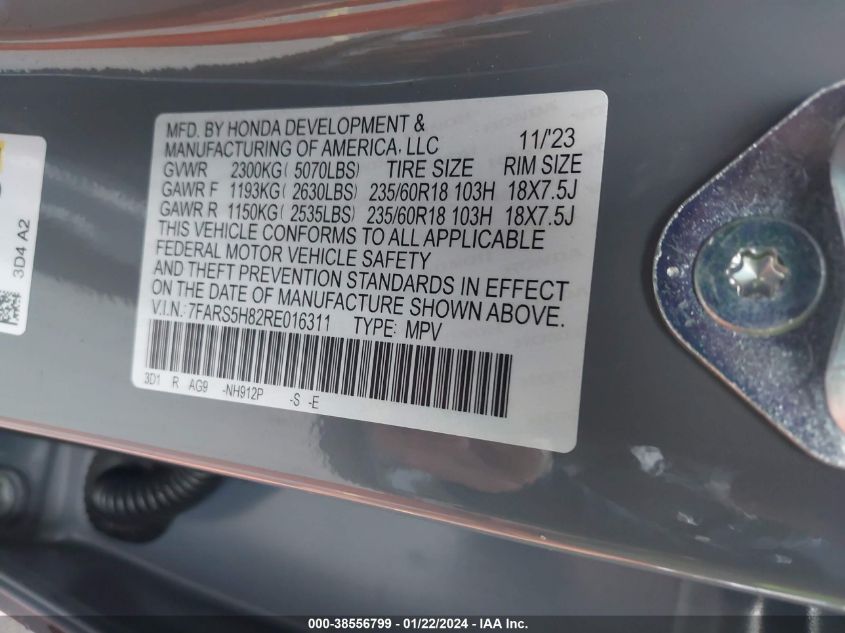 MFD. BY HONDA DEVELOPMENT &
MANUFACTURING OF AMERICA, LLC 11/'23
GVWR 2300KG( 5070LBS) TIRE SIZE RIM SIZE
GAWR F 1193KG( 2630LBS) 235/60R18 103H 18X7.5J
GAWR R 1150KG( 2535LBS) 235/60R18 103H 18X7.5J
THIS VEHICLE CONFORMS TO ALL APPLICABLE
FEDERAL MOTOR VEHICLE SAFETY
AND THEFT PREVENTION STANDARDS IN EFFECT
ON THE DATE OF MANUFACTURE SHOWN ABOVE.
V.I.N.: 7FARS5H82RE016311 TYPE: MPV
3D1 R AG9 -NH912P -S -E
3D4 A2
000-38556799 - 01/22/2024 - IAA Inc.